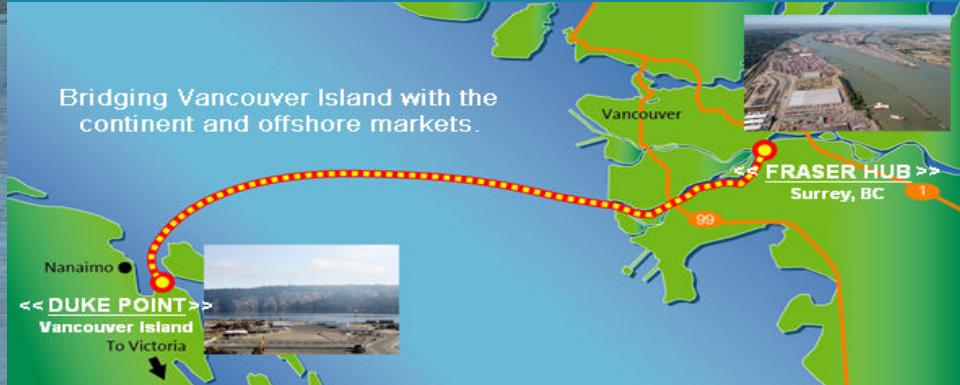 Bridging Vancouver Island with the
continent and offshore markets.
Vancouver
<< FRASER HUB >>
Surrey, BC
1
99
Nanaimo
<< DUKE POINT >>
Vancouver Island
To Victoria